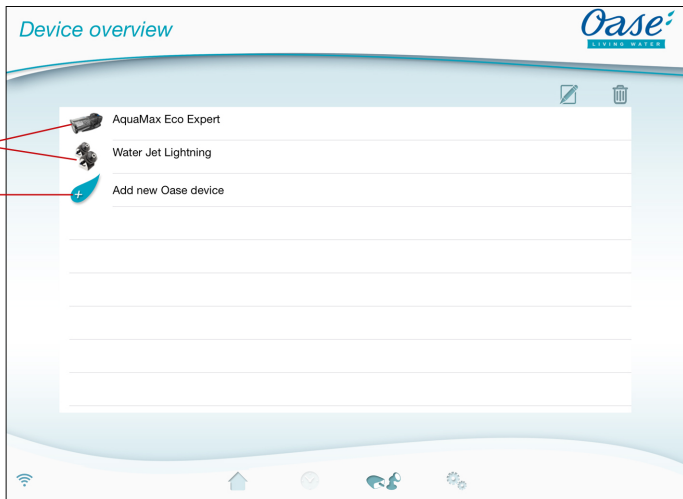 Device overview
Oase
LIVING WATER
AquaMax Eco Expert
Water Jet Lightning
Add new Oase device